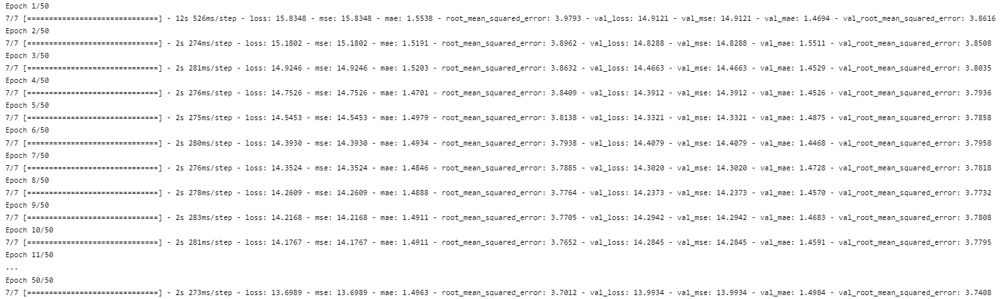 Epoch 1/50
7/7 [==============================] - 12s 526ms/step - loss: 15.8348 - mse: 15.8348 - mae: 1.5538 - root_mean_squared_error: 3.9793 - val_loss: 14.9121 - val_mse: 14.9121 - val_mae: 1.4694 - val_root_mean_squared_error: 3.8616
Epoch 2/50
7/7 [==============================] - 2s 274ms/step - loss: 15.1802 - mse: 15.1802 - mae: 1.5191 - root_mean_squared_error: 3.8962 - val_loss: 14.8288 - val_mse: 14.8288 - val_mae: 1.5511 - val_root_mean_squared_error: 3.8508
Epoch 3/50
7/7 [==============================] - 2s 281ms/step - loss: 14.9246 - mse: 14.9246 - mae: 1.5203 - root_mean_squared_error: 3.8632 - val_loss: 14.4663 - val_mse: 14.4663 - val_mae: 1.4529 - val_root_mean_squared_error: 3.8035
Epoch 4/50
7/7 [==============================] - 2s 276ms/step - loss: 14.7526 - mse: 14.7526 - mae: 1.4701 - root_mean_squared_error: 3.8409 - val_loss: 14.3912 - val_mse: 14.3912 - val_mae: 1.4526 - val_root_mean_squared_error: 3.7936
Epoch 5/50
7/7 [==============================] - 2s 275ms/step - loss: 14.5453 - mse: 14.5453 - mae: 1.4979 - root_mean_squared_error: 3.8138 - val_loss: 14.3321 - val_mse: 14.3321 - val_mae: 1.4875 - val_root_mean_squared_error: 3.7858
Epoch 6/50
7/7 [==============================] - 2s 280ms/step - loss: 14.3930 - mse: 14.3930 - mae: 1.4934 - root_mean_squared_error: 3.7938 - val_loss: 14.4079 - val_mse: 14.4079 - val_mae: 1.4468 - val_root_mean_squared_error: 3.7958
Epoch 7/50
7/7 [==============================] - 2s 276ms/step - loss: 14.3524 - mse: 14.3524 - mae: 1.4846 - root_mean_squared_error: 3.7885 - val_loss: 14.3020 - val_mse: 14.3020 - val_mae: 1.4728 - val_root_mean_squared_error: 3.7818
Epoch 8/50
7/7 [==============================] - 2s 278ms/step - loss: 14.2609 - mse: 14.2609 - mae: 1.4888 - root_mean_squared_error: 3.7764 - val_loss: 14.2373 - val_mse: 14.2373 - val_mae: 1.4570 - val_root_mean_squared_error: 3.7732
Epoch 9/50
7/7 [==============================] - 2s 283ms/step - loss: 14.2168 - mse: 14.2168 - mae: 1.4911 - root_mean_squared_error: 3.7705 - val_loss: 14.2942 - val_mse: 14.2942 - val_mae: 1.4683 - val_root_mean_squared_error: 3.7808
Epoch 10/50
7/7 [==============================] - 2s 281ms/step - loss: 14.1767 - mse: 14.1767 - mae: 1.4911 - root_mean_squared_error: 3.7652 - val_loss: 14.2845 - val_mse: 14.2845 - val_mae: 1.4591 - val_root_mean_squared_error: 3.7795
Epoch 11/50
...
Epoch 50/50
7/7 [==============================] - 2s 273ms/step - loss: 13.6989 - mse: 13.6989 - mae: 1.4963 - root_mean_squared_error: 3.7012 - val_loss: 13.9934 - val_mse: 13.9934 - val_mae: 1.4984 - val_root_mean_squared_error: 3.7408